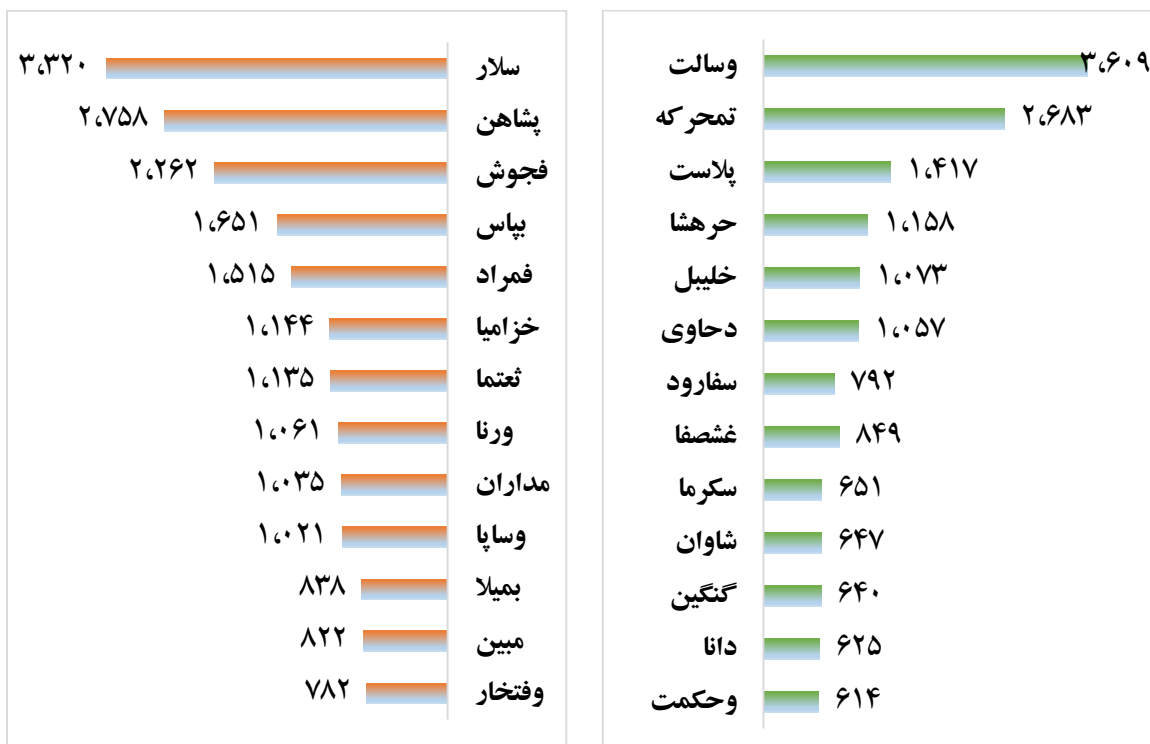 وسالت ۳،۶۰۹
تمحرکه ۲،۶۸۳
پلاست ۱،۴۱۷
حرهشا ۱،۱۵۸
خلیبل ۱،۰۷۳
دحاوی ۱،۰۵۷
سفارود ۷۹۲
غشصفا ۸۴۹
سکرما ۶۵۱
شاوان ۶۴۷
گنگین ۶۴۰
دانا ۶۲۵
وحکمت ۶۱۴
سلار ۳،۳۲۰
پشاهن ۲،۷۵۸
فجوش ۲،۲۶۲
بپاس ۱،۶۵۱
فمراد ۱،۵۱۵
خزامیا ۱،۱۴۴
ثعتما ۱،۱۳۵
ورنا ۱،۰۶۱
مداران ۱،۰۳۵
وساپا ۱،۰۲۱
بمیلا ۸۳۸
مبین ۸۲۲
وفتخار ۷۸۲